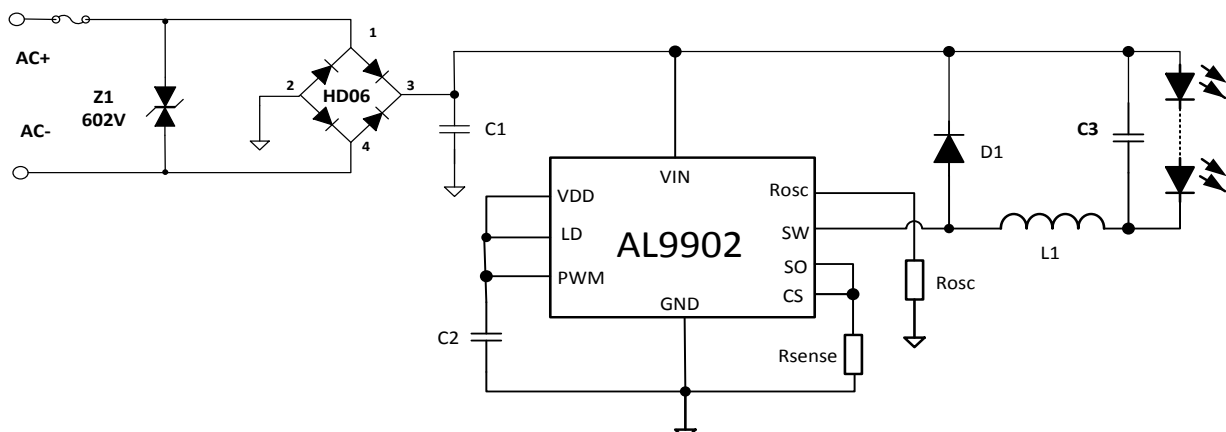 AC+
AC-
Z1
602V
1
2
HD06
3
4
C1
VIN
VDD
LD
PWM
AL9902
GND
Rosc
SW
SO
CS
C2
Rsense
Rosc
D1
L1
C3